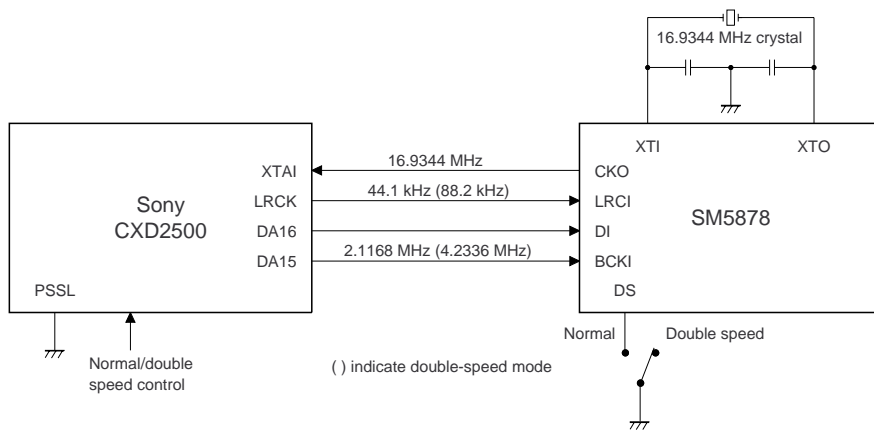 16.9344 MHz crystal
XTI
XTO
XTAI
16.9344 MHz
CKO
LRCK
44.1 kHz (88.2 kHz)
LRCI
Sony
CXD2500
SM5878
DA16
DI
DA15
2.1168 MHz (4.2336 MHz)
BCKI
PSSL
DS
Normal
Double speed
Normal/double
speed control
( ) indicate double-speed mode